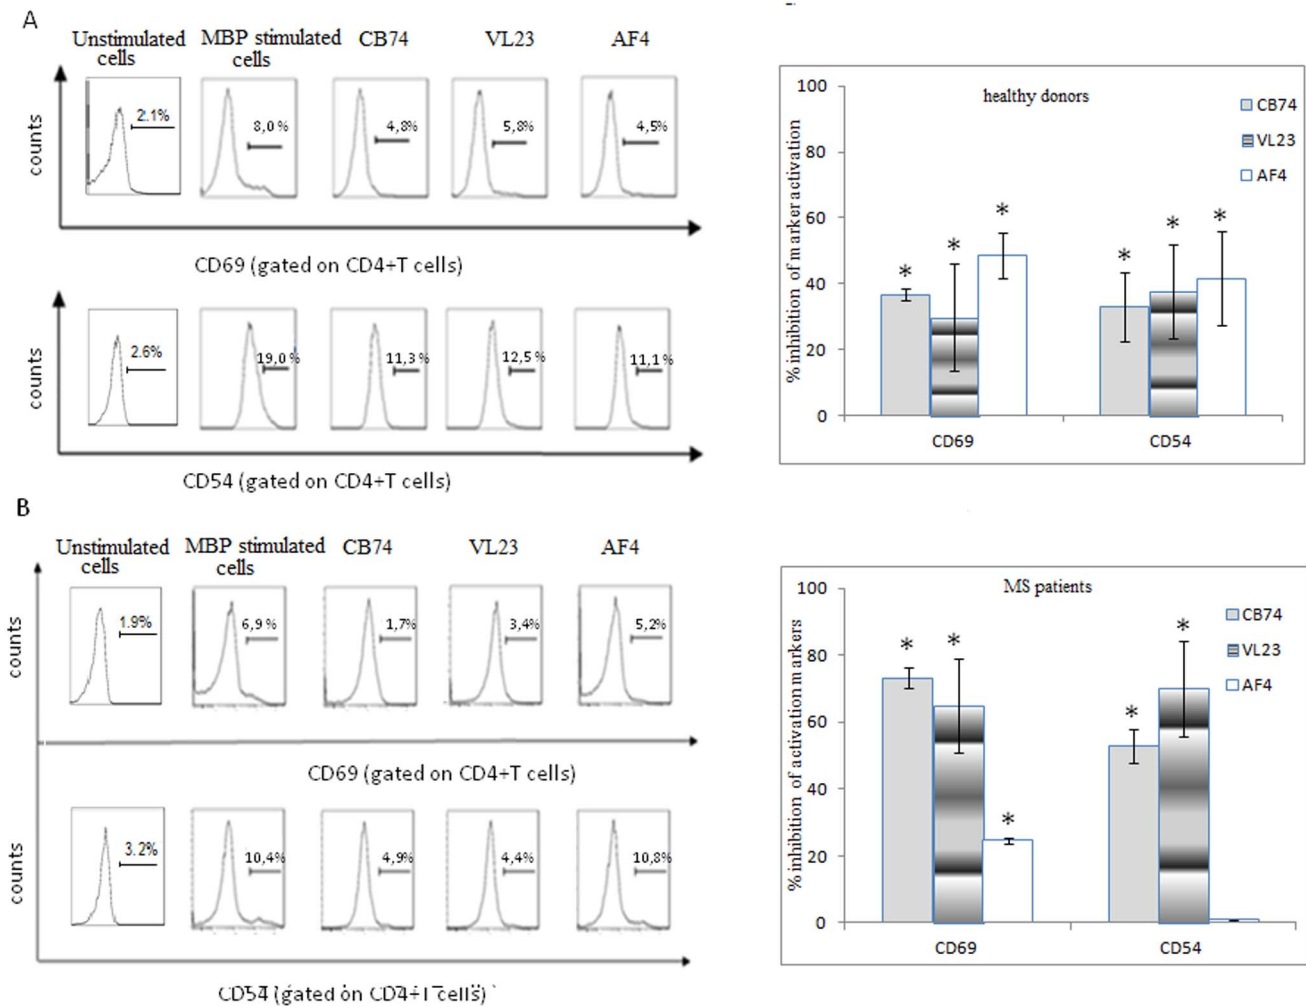 A
Unstimulated cells
MBP stimulated cells
CB74
VL23
AF4
counts
2.1%
8,0 %
4,8%
5,8%
4,5%
CD69 (gated on CD4+T cells)
counts
2.6%
19,0 %
11,3 %
12,5 %
11,1 %
CD54 (gated on CD4+T cells)
% inhibition of marker activation
100
80
60
40
20
0
healthy donors
CB74
VL23
AF4
* * * * * *
CD69
CD54
B
Unstimulated cells
MBP stimulated cells
CB74
VL23
AF4
counts
1.9%
6,9 %
1,7%
3,4%
5,2%
CD69 (gated on CD4+T cells)
counts
3.2%
10,4%
4,9%
4,4%
10,8%
CD54 (gated on CD4+T cells)
% inhibition of activation markers
100
80
60
40
20
0
MS patients
CB74
VL23
AF4
* * * * *
CD69
CD54